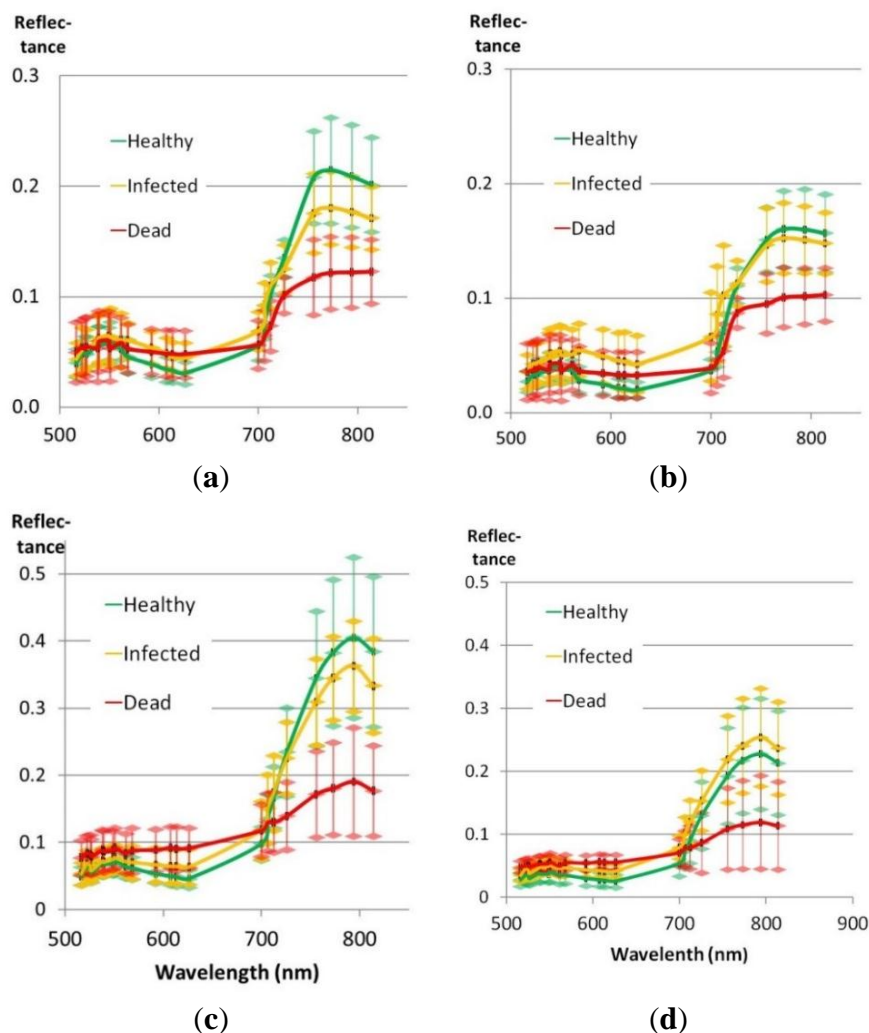 Reflec-
tance
0.3
0.2
0.1
0.0
Healthy
Infected
Dead
500 600 700 800
(a)
Reflec-
tance
0.3
0.2
0.1
0.0
Healthy
Infected
Dead
500 600 700 800
(b)
Reflec-
tance
0.5
0.4
0.3
0.2
0.1
0
Healthy
Infected
Dead
500 600 700 800
Wavelength (nm)
(c)
Reflec-
tance
0.5
0.4
0.3
0.2
0.1
0
Healthy
Infected
Dead
500 600 700 800 900
Wavelenth (nm)
(d)